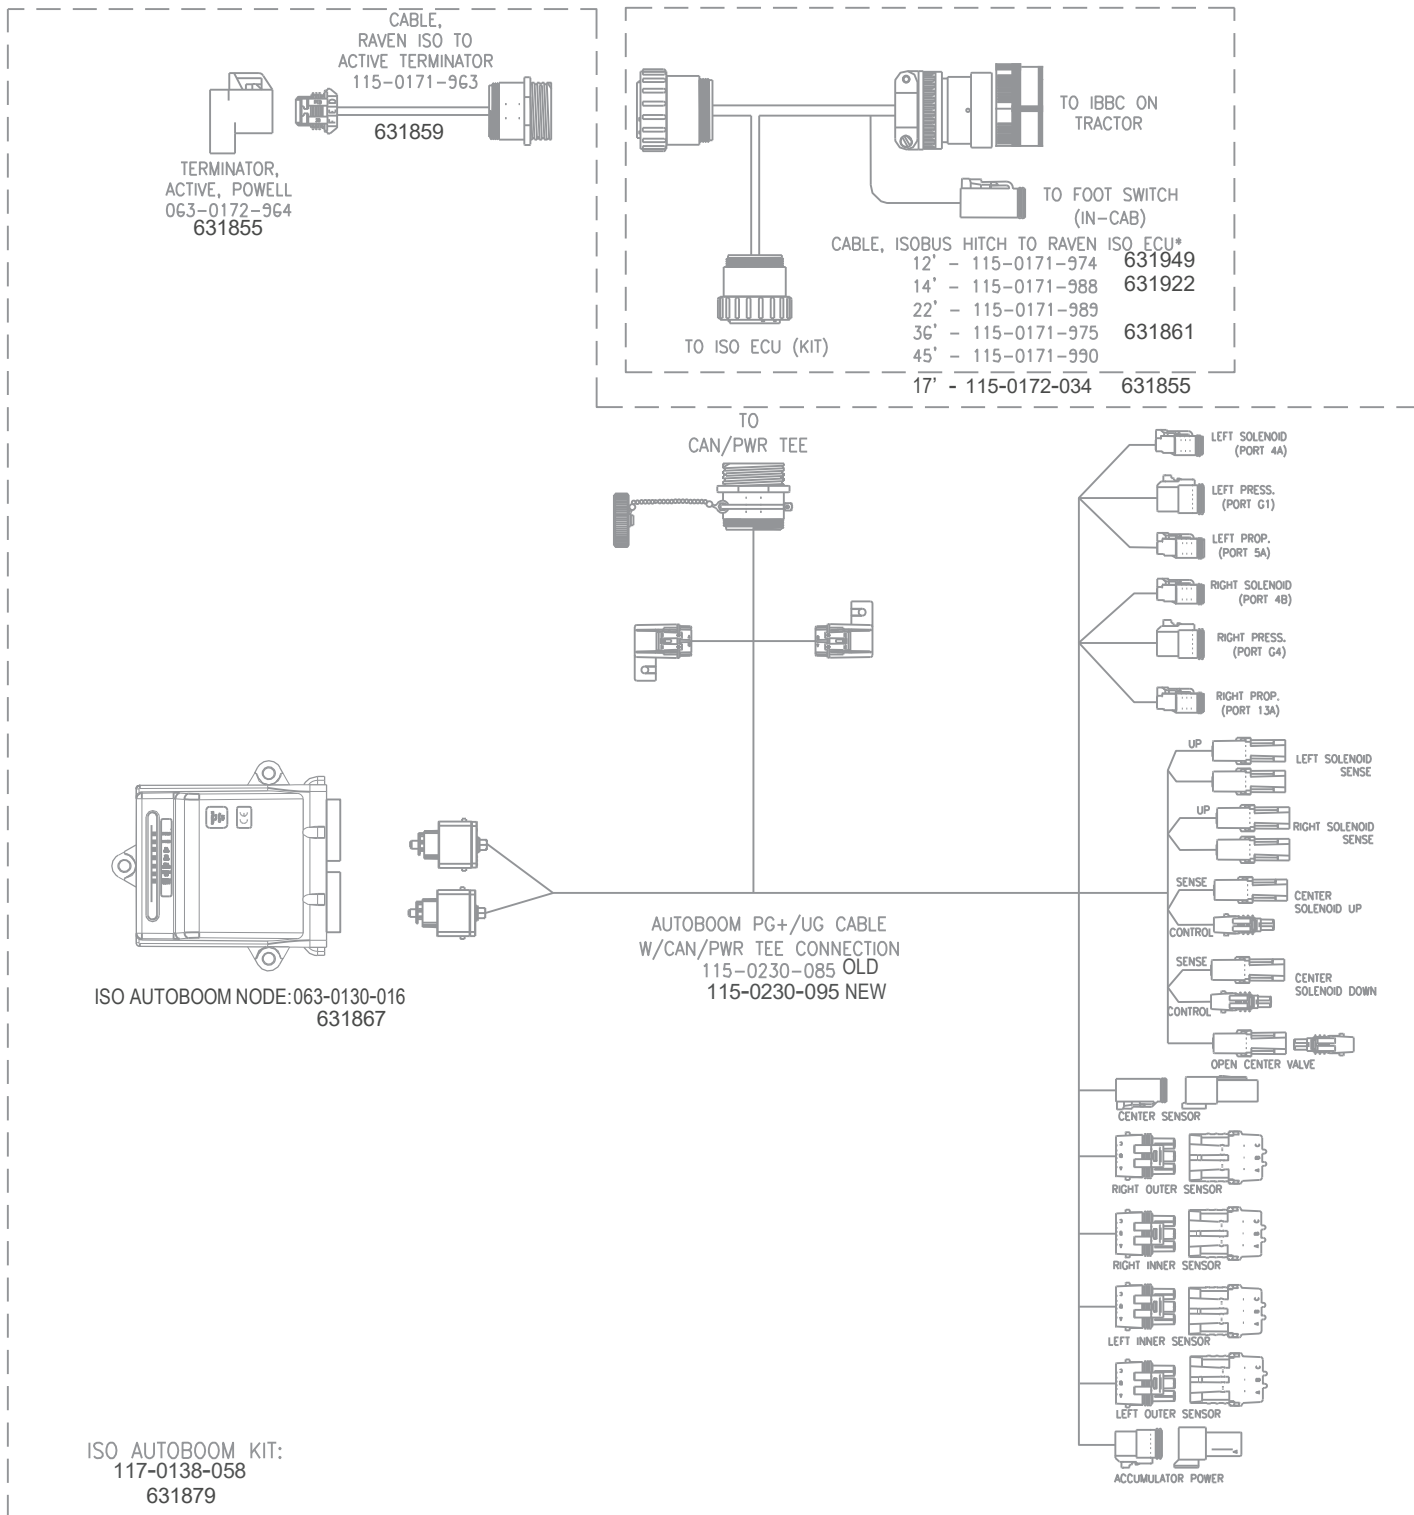 CABLE,
RAVEN ISO TO
ACTIVE TERMINATOR
115-0171-963
631859
TERMINATOR,
ACTIVE, POWELL
063-0172-964
631855
TO IBBC ON
TRACTOR
TO FOOT SWITCH
(IN-CAB)
CABLE, ISOBUS HITCH TO RAVEN ISO ECU*
12' - 115-0171-974 631949
14' - 115-0171-988 631922
22' - 115-0171-989
36' - 115-0171-975 631861
45' - 115-0171-990
17' - 115-0172-034 631855
TO ISO ECU (KIT)
TO
CAN/PWR TEE
LEFT SOLENOID
(PORT 4A)
LEFT PRESS.
(PORT G1)
LEFT PROP.
(PORT 5A)
RIGHT SOLENOID
(PORT 4B)
RIGHT PRESS.
(PORT G4)
RIGHT PROP.
(PORT 13A)
UP
LEFT SOLENOID
SENSE
UP
RIGHT SOLENOID
SENSE
SENSE
CENTER
SOLENOID UP
CONTROL
SENSE
CENTER
SOLENOID DOWN
CONTROL
OPEN CENTER VALVE
CENTER SENSOR
RIGHT OUTER SENSOR
RIGHT INNER SENSOR
LEFT INNER SENSOR
LEFT OUTER SENSOR
ACCUMULATOR POWER
AUTOBOOM PG+/UG CABLE
W/CAN/PWR TEE CONNECTION
115-0230-085 OLD
115-0230-095 NEW
ISO AUTOBOOM NODE:063-0130-016
631867
ISO AUTOBOOM KIT:
117-0138-058
631879